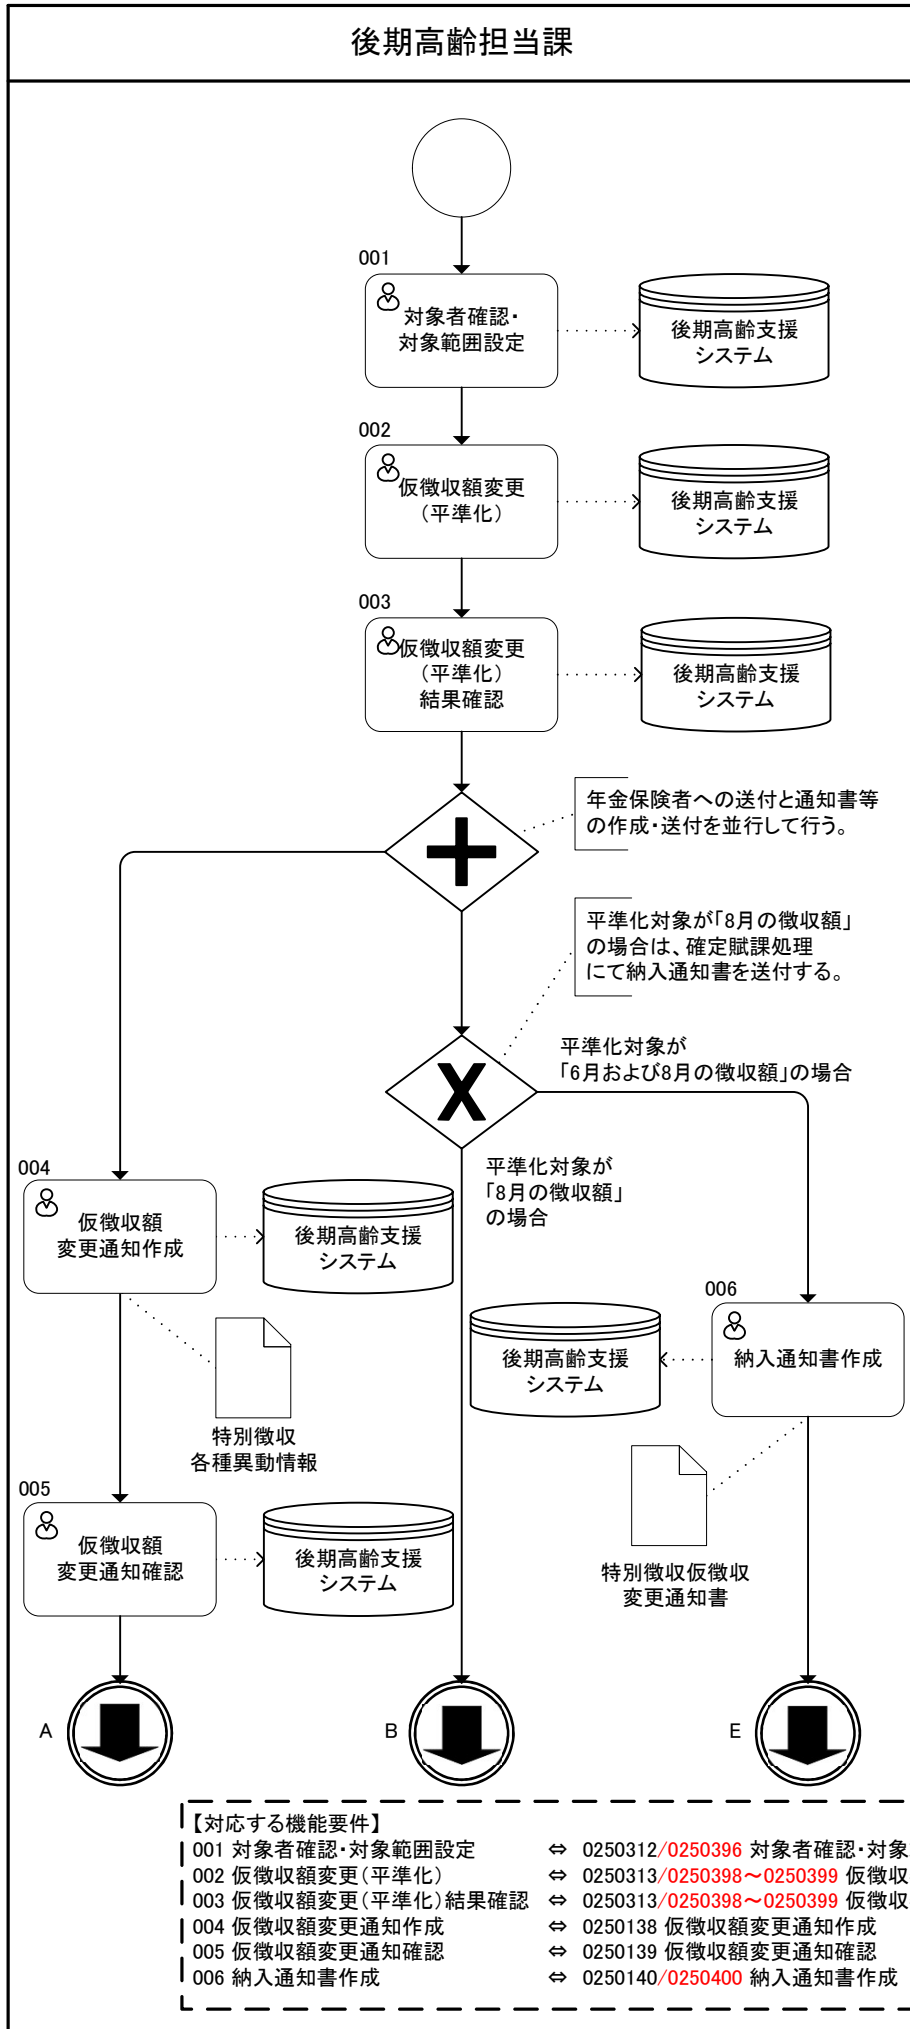 後期高齢担当課
001
対象者確認・
対象範囲設定
後期高齢支援
システム
002
仮徴収額変更
（平準化）
後期高齢支援
システム
003
仮徴収額変更
（平準化）
結果確認
後期高齢支援
システム
年金保険者への送付と通知書等
の作成・送付を並行して行う。
平準化対象が「8月の徴収額」
の場合は、確定賦課処理
にて納入通知書を送付する。
平準化対象が
「6月および8月の徴収額」の場合
平準化対象が
「8月の徴収額」
の場合
004
仮徴収額
変更通知作成
後期高齢支援
システム
006
納入通知書作成
後期高齢支援
システム
特別徴収
各種異動情報
005
仮徴収額
変更通知確認
後期高齢支援
システム
特別徴収仮徴収
変更通知書
A
B
E
【対応する機能要件】
001 対象者確認・対象範囲設定 ⇔ 0250312/0250396 対象者確認・対象
002 仮徴収額変更（平準化） ⇔ 0250313/0250398～0250399 仮徴収
003 仮徴収額変更（平準化）結果確認 ⇔ 0250313/0250398～0250399 仮徴収
004 仮徴収額変更通知作成 ⇔ 0250138 仮徴収額変更通知作成
005 仮徴収額変更通知確認 ⇔ 0250139 仮徴収額変更通知確認
006 納入通知書作成 ⇔ 0250140/0250400 納入通知書作成